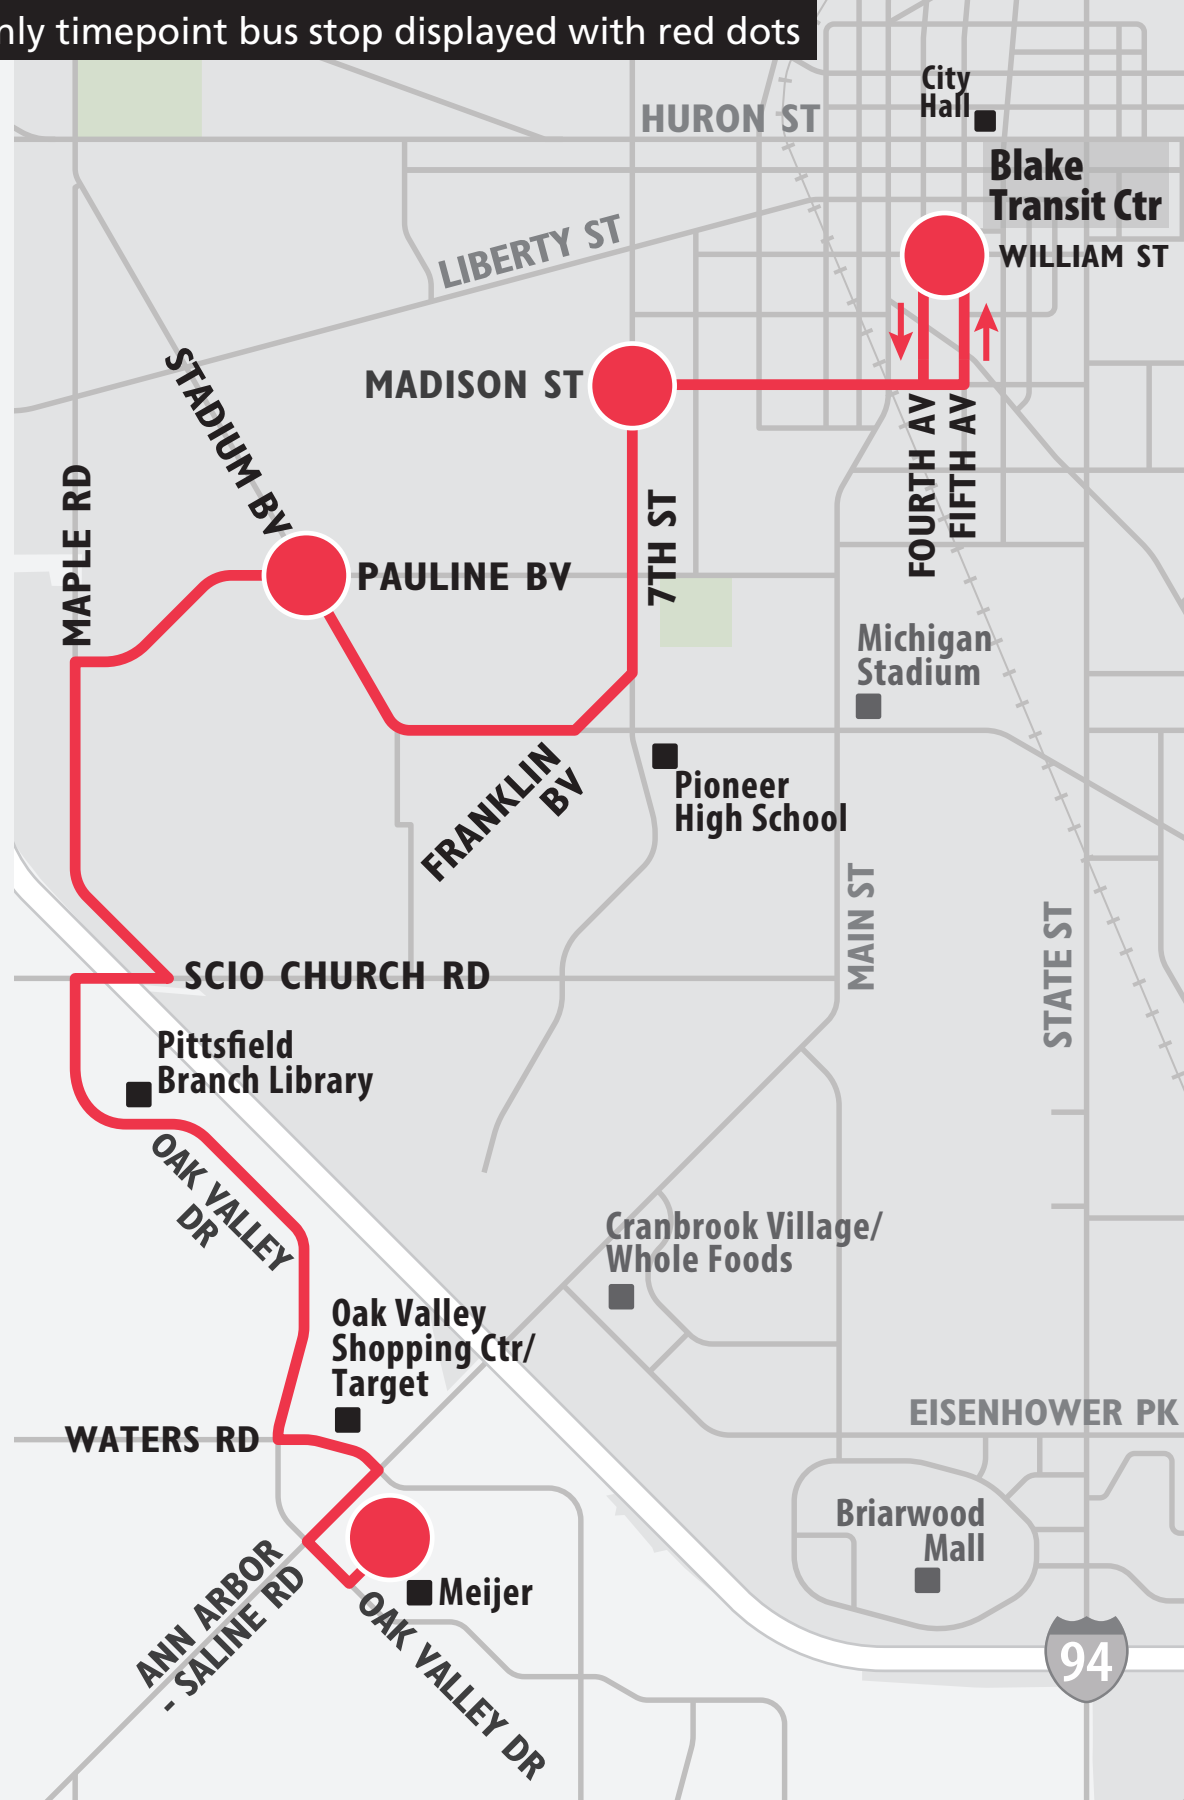 nly timepoint bus stop displayed with red dots
City
Hall
HURON ST
Blake
Transit Ctr
LIBERTY ST
WILLIAM ST
STADIUM BV
MADISON ST
FOURTH AV
FIFTH AV
MAPLE RD
7TH ST
PAULINE BV
Michigan
Stadium
FRANKLIN
BV
Pioneer
High School
MAIN ST
STATE ST
SCIO CHURCH RD
Pittsfield
Branch Library
OAK VALLEY
DR
Cranbrook Village/
Whole Foods
Oak Valley
Shopping Ctr/
Target
EISENHOWER PK
WATERS RD
Briarwood
Mall
ANN ARBOR
- SALINE RD
Meijer
OAK VALLEY DR
94